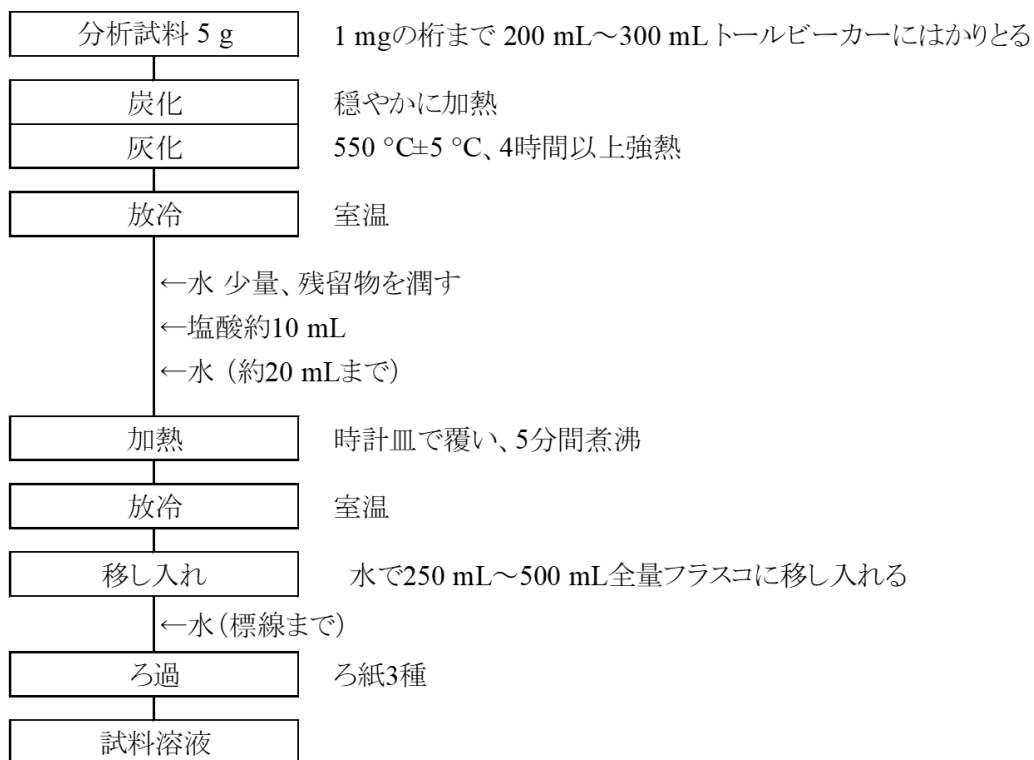 分析試料 5 g 1 mgの桁まで 200 mL～300 mL トールビーカーにはかりとる
炭化 穏やかに加熱
灰化 550 °C±5 °C、4時間以上強熱
放冷 室温
←水 少量、残留物を潤す
←塩酸約10 mL
←水（約20 mLまで）
加熱 時計皿で覆い、5分間煮沸
放冷 室温
移し入れ 水で250 mL～500 mL全量フラスコに移し入れる
←水（標線まで）
ろ過 ろ紙3種
試料溶液